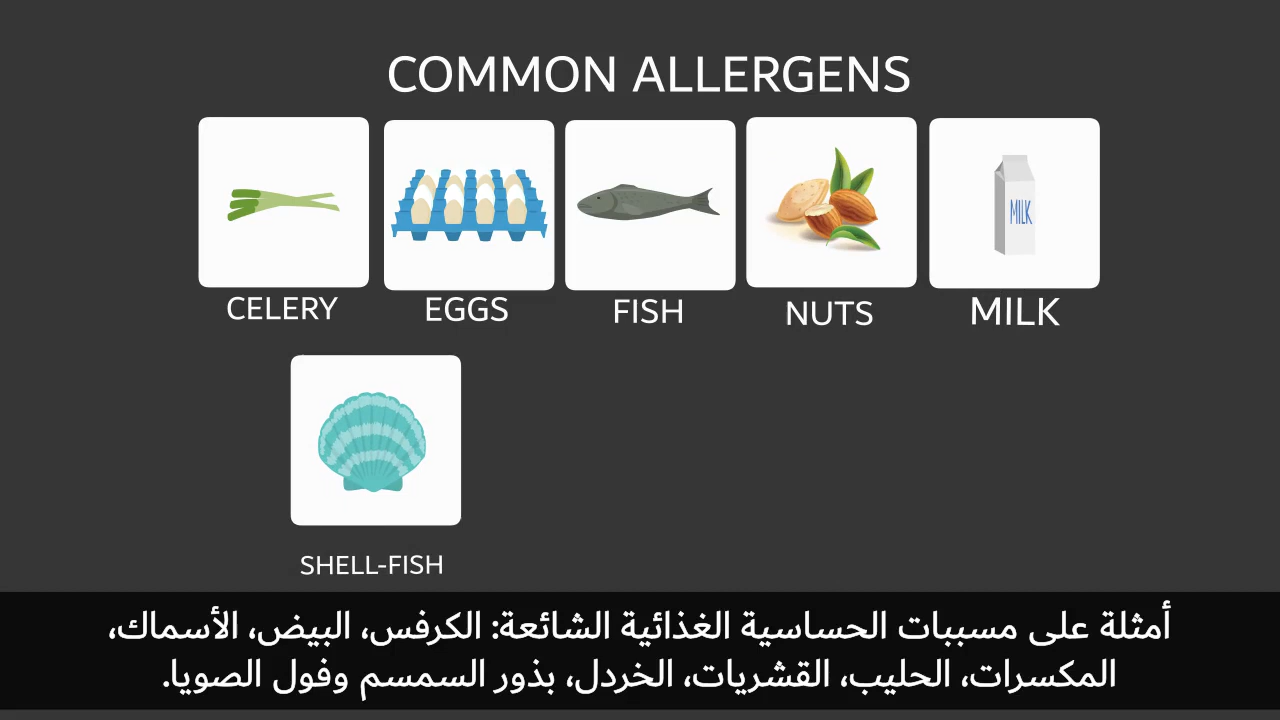 COMMON ALLERGENS
MILK
CELERY
EGGS
FISH
NUTS
MILK
SHELL-FISH
أمثلة على مسببات الحساسية الغذائية الشائعة: الكرفس، البيض، الأسماك،
المكسرات، الحليب، القشريات، الخردل، بذور السمسم وفول الصويا.